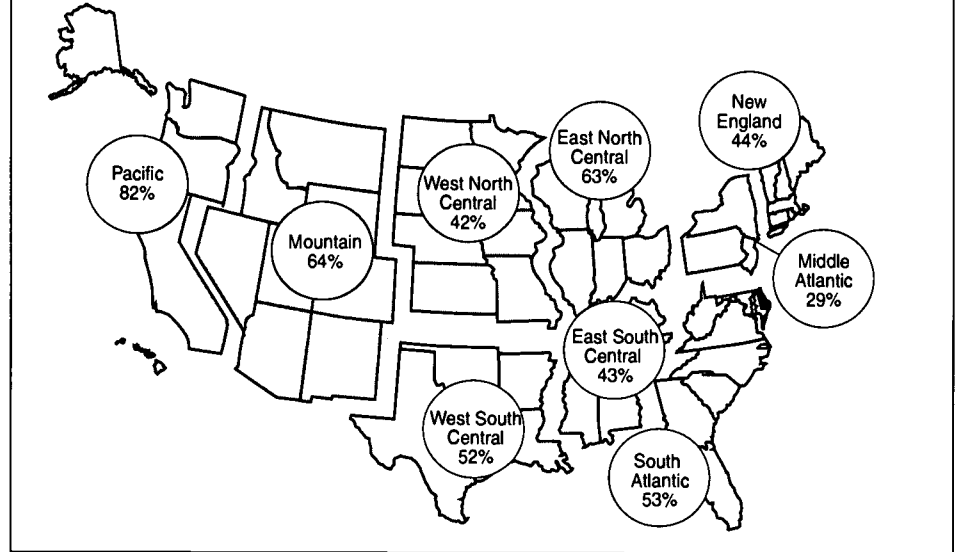 Pacific
82%
Mountain
64%
West North
Central
42%
East North
Central
63%
New
England
44%
Middle
Atlantic
29%
East South
Central
43%
West South
Central
52%
South
Atlantic
53%